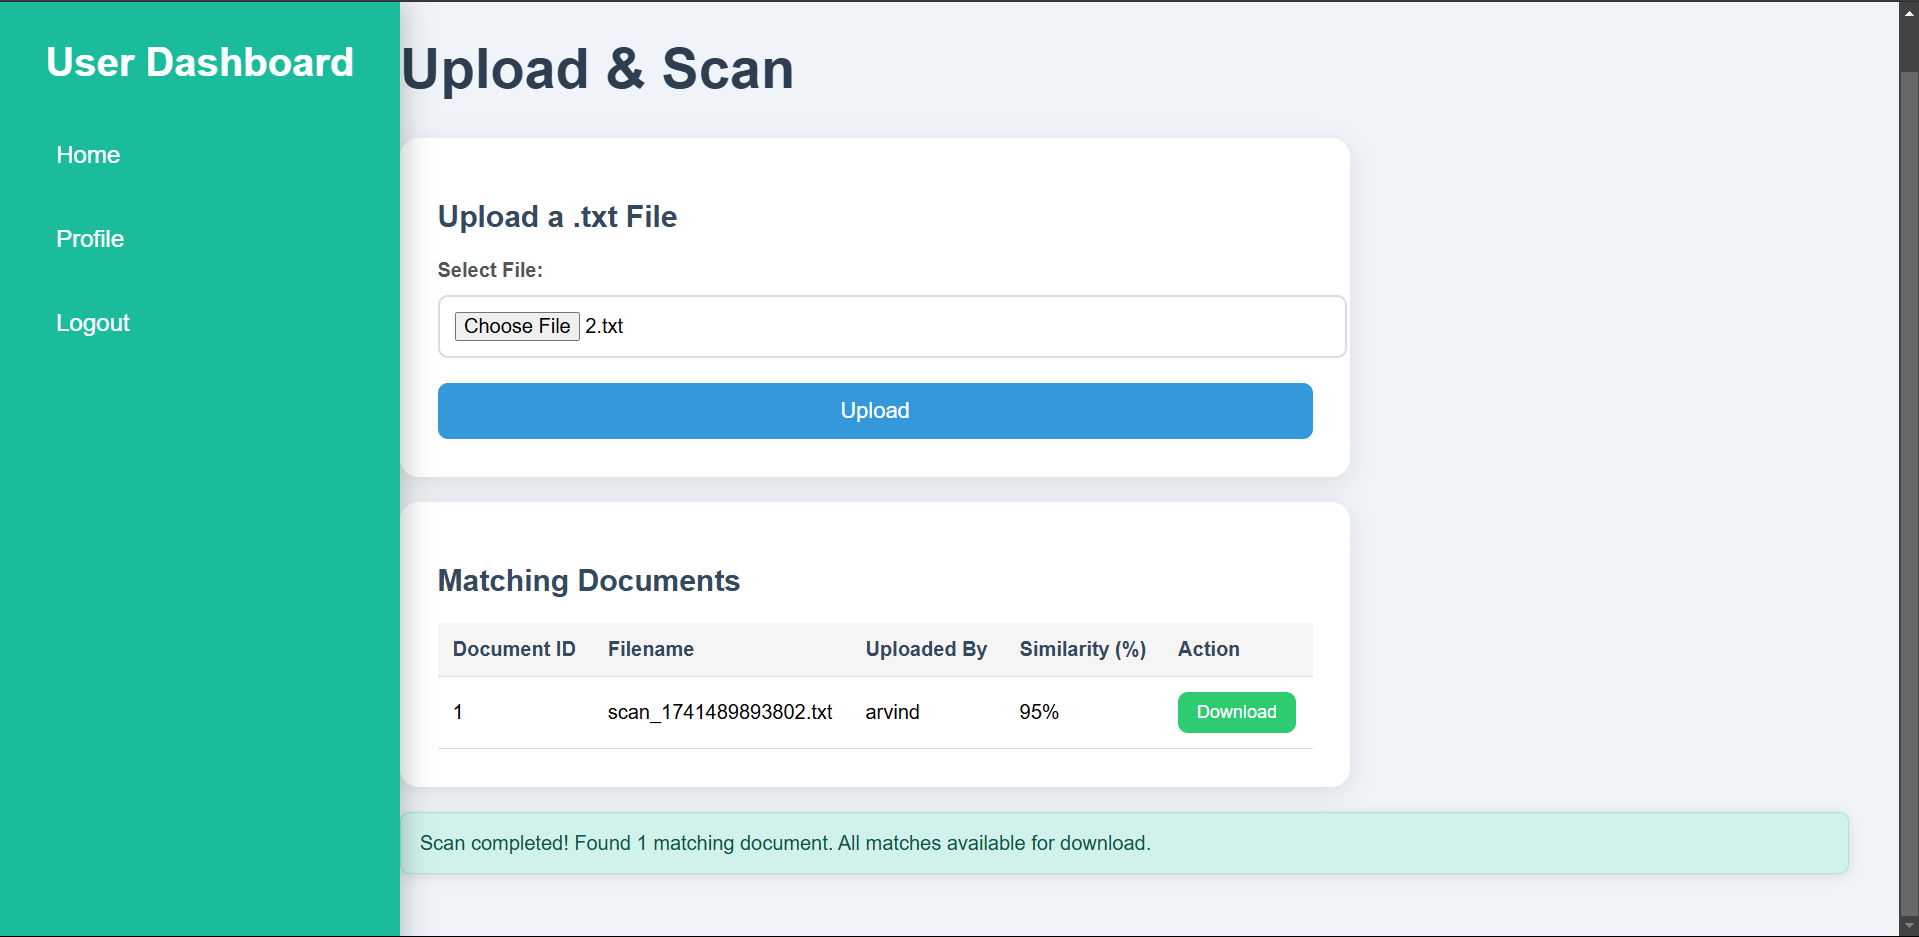 User Dashboard
Home
Profile
Logout
Upload & Scan
Upload a .txt File
Select File:
Choose File 2.txt
Upload
Matching Documents
Document ID Filename Uploaded By Similarity (%) Action
1 scan_1741489893802.txt arvind 95% Download
Scan completed! Found 1 matching document. All matches available for download.